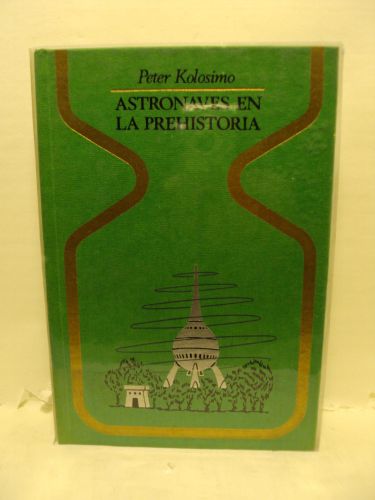 Peter Kolosimo
ASTRONAVES EN
LA PREHISTORIA